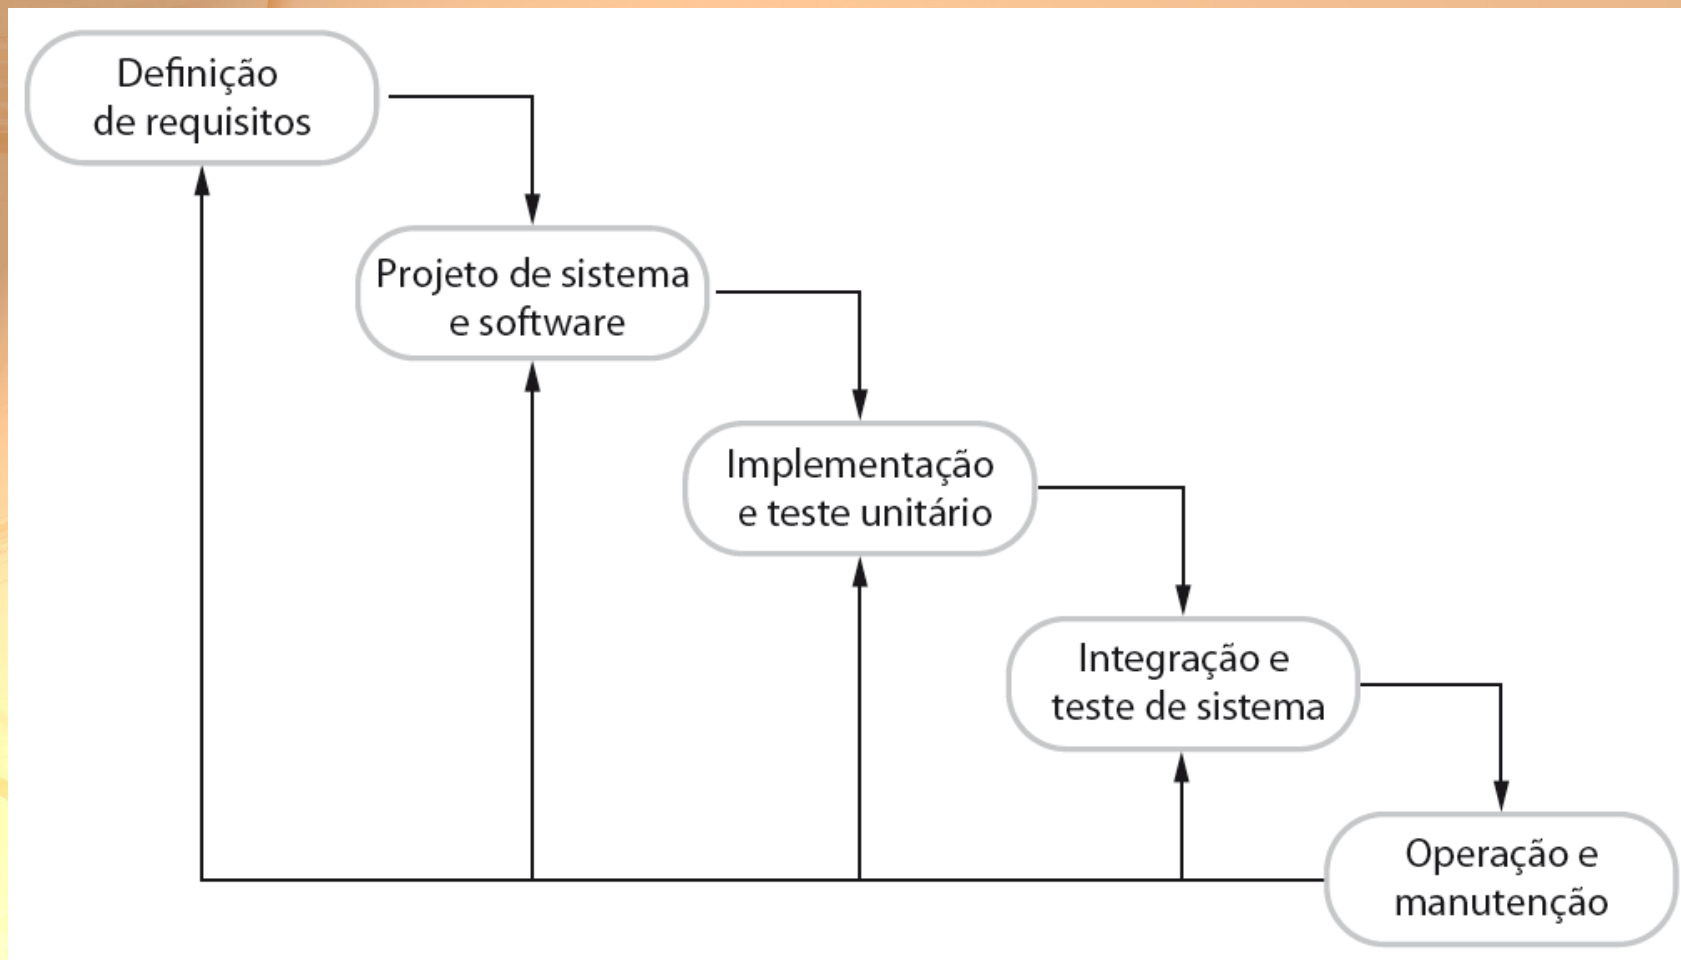 Definição
de requisitos
Projeto de sistema
e software
Implementação
e teste unitário
Integração e
teste de sistema
Operação e
manutenção